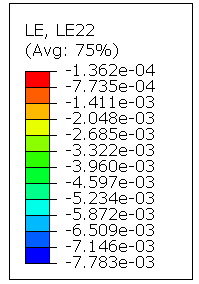 LE, LE22
(Avg: 75%)
-1.362e-04
-7.735e-04
-1.411e-03
-2.048e-03
-2.685e-03
-3.322e-03
-3.960e-03
-4.597e-03
-5.234e-03
-5.872e-03
-6.509e-03
-7.146e-03
-7.783e-03